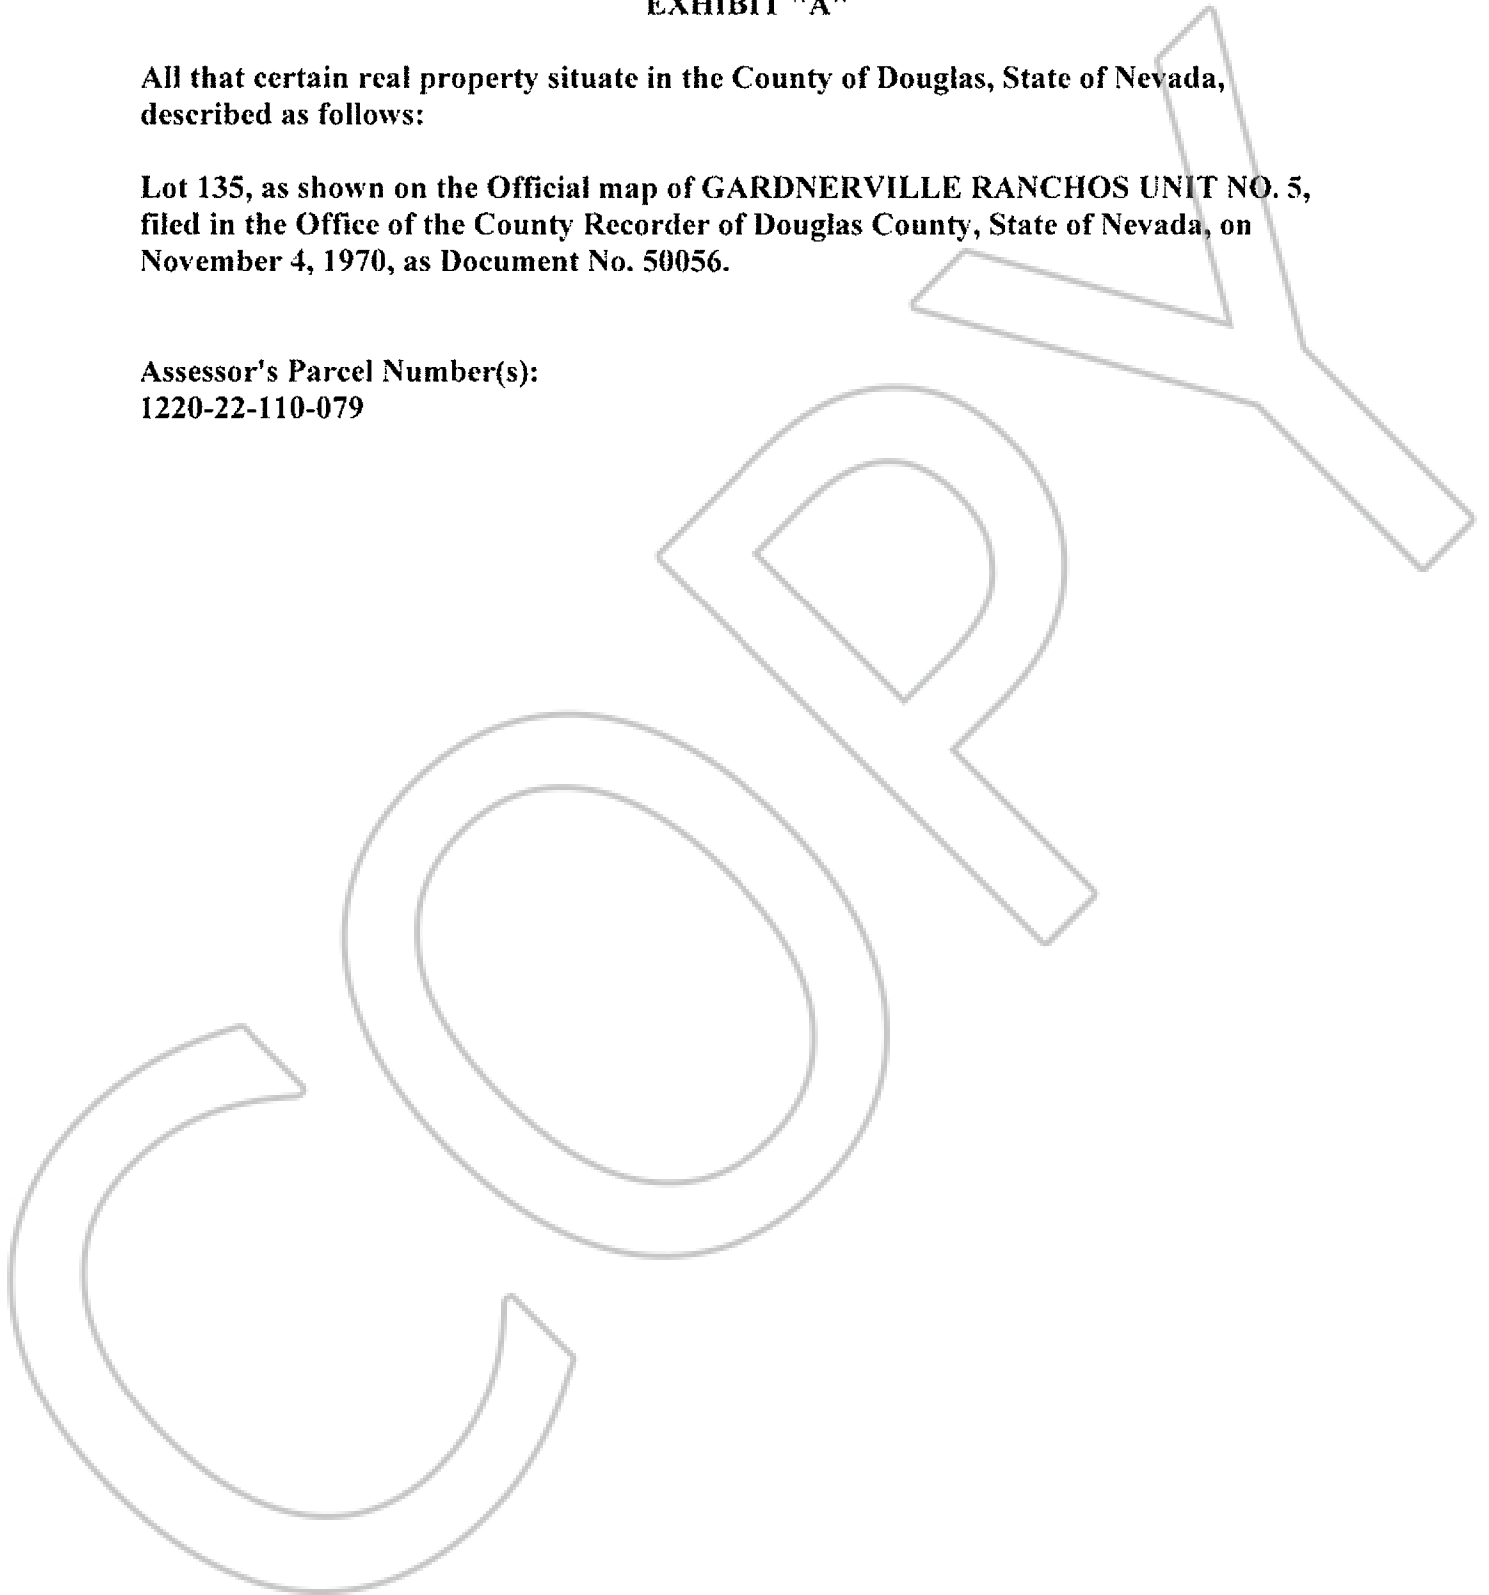 EXHIBIT "A"
All that certain real property situate in the County of Douglas, State of Nevada,
described as follows:
Lot 135, as shown on the Official map of GARDNERVILLE RANCHOS UNIT NO. 5,
filed in the Office of the County Recorder of Douglas County, State of Nevada, on
November 4, 1970, as Document No. 50056.
Assessor's Parcel Number(s):
1220-22-110-079
COPY